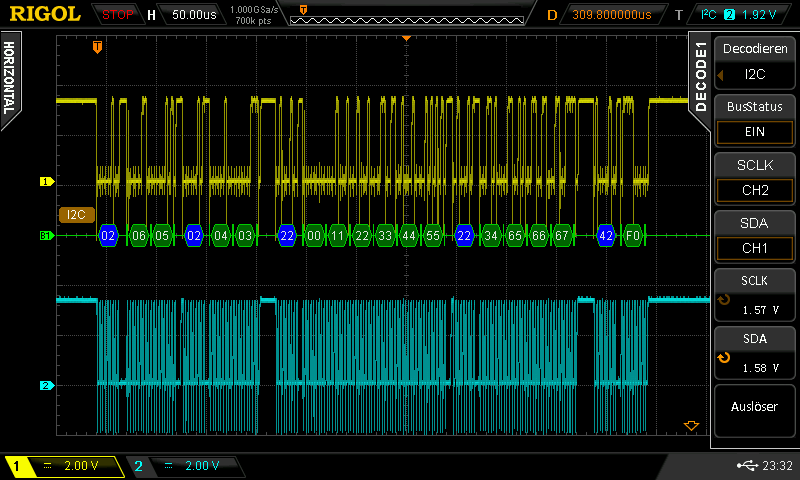 RIGOL STOP H 50.00us 1.000GSa/s 700k pts D 309.800000us T I²C 2 1.92 V
HORIZONTAL
T
DECODE1
Decodieren
I2C
BusStatus
EIN
SCLK
CH2
SDA
CH1
SCLK
1.57 V
SDA
1.58 V
Auslöser
1
I2C
B1 02 06 05 02 04 03 22 00 11 22 33 44 55 22 34 65 66 67 42 F0
2
1 2.00 V 2 2.00 V 23:32